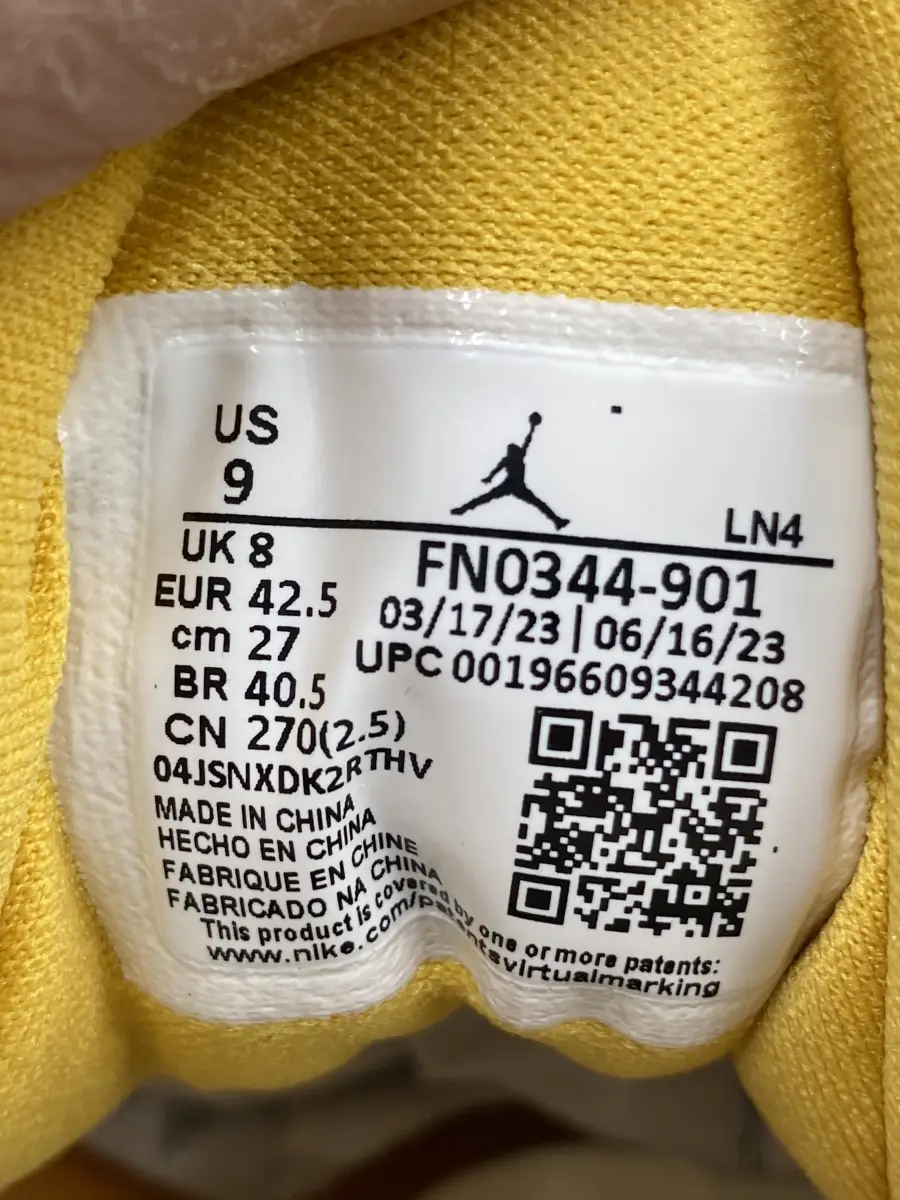 US
9
LN4
UK 8
EUR 42.5
cm 27
BR 40.5
CN 270(2.5)
04JSNXDK2RTHV
FN0344-901
03/17/23 | 06/16/23
UPC 00196609344208
MADE IN CHINA
HECHO EN CHINA
FABRIQUE EN CHINE
FABRICADO NA CHINA
This product is covered by one or more patents:
www.nike.com/patentsvirtualmarking